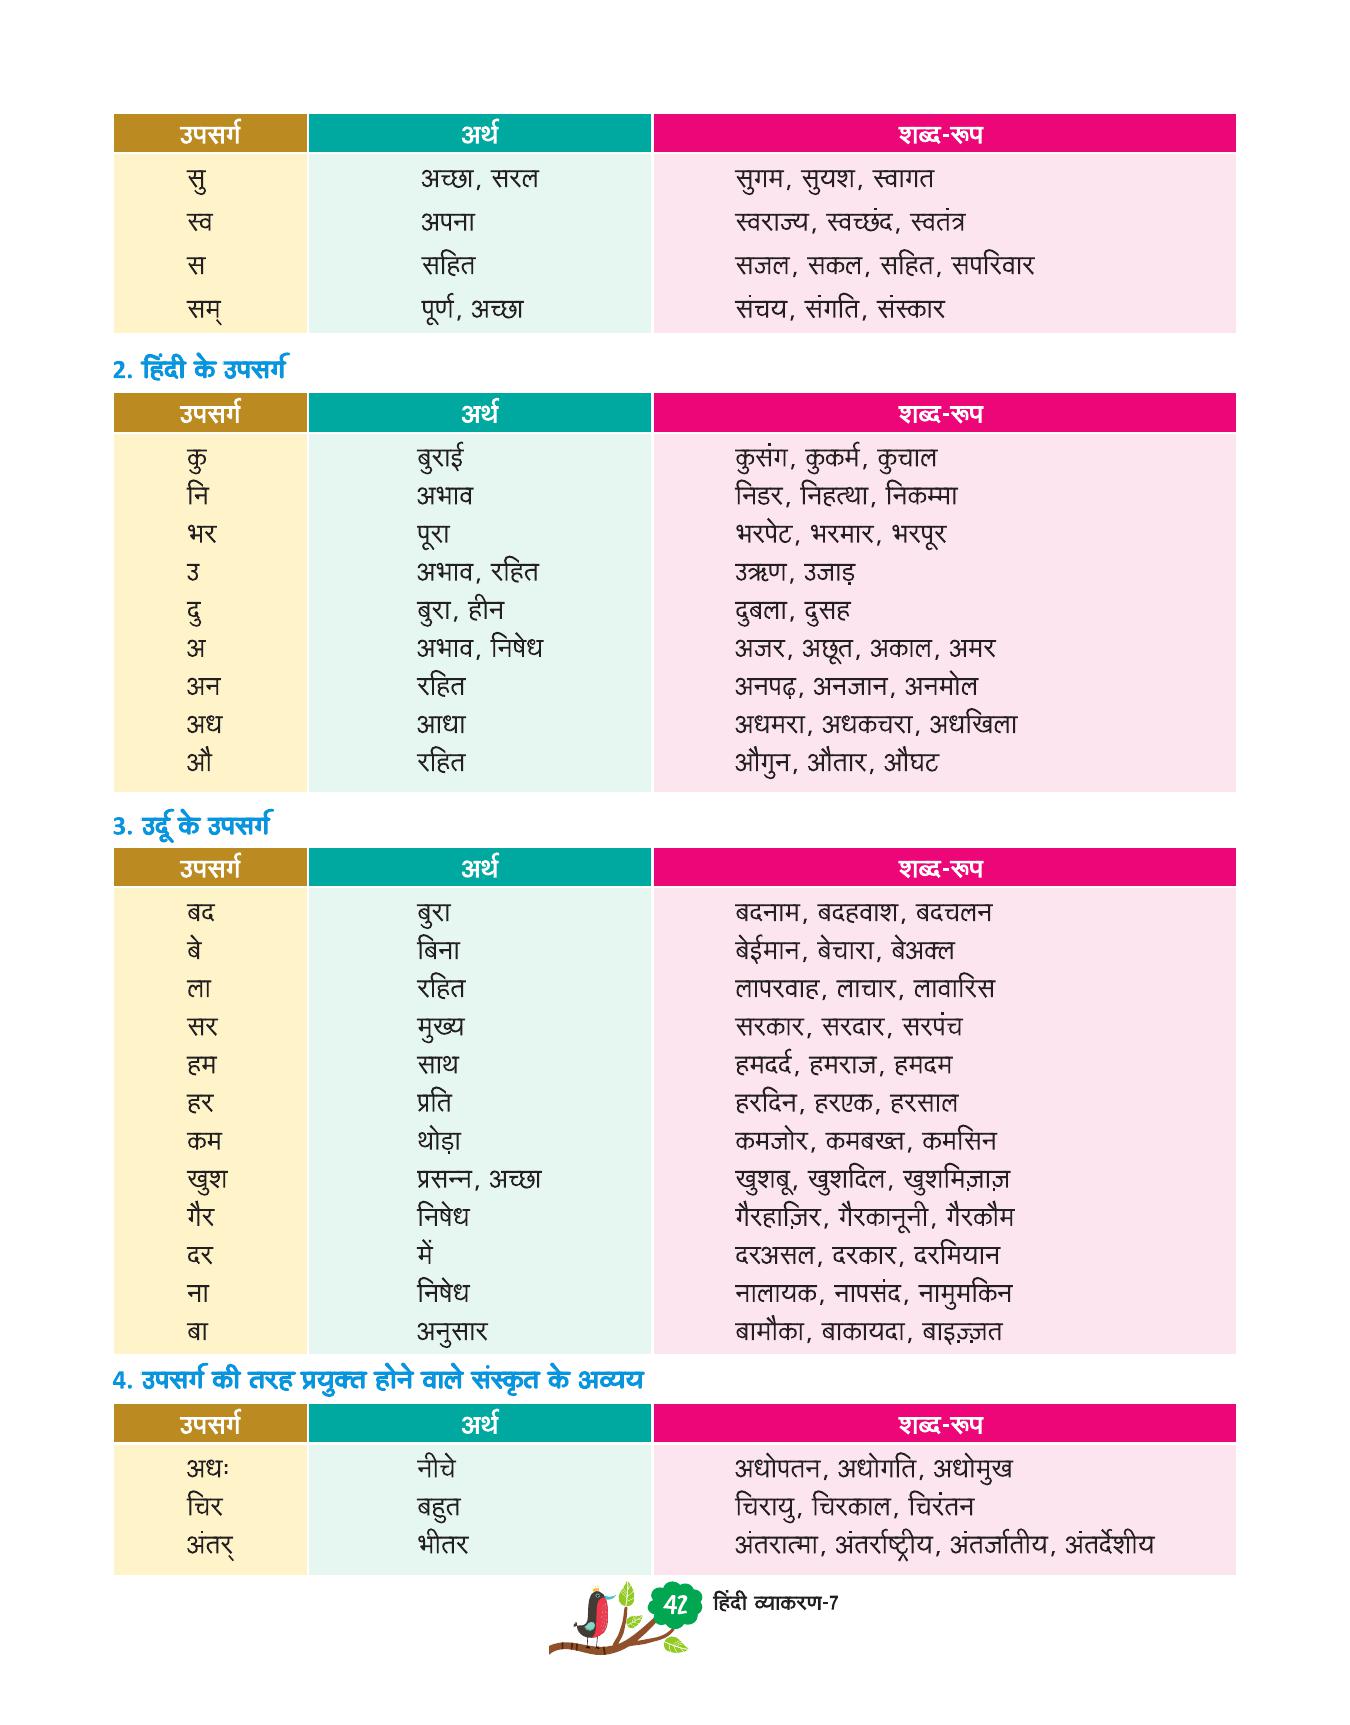 उपसर्ग अर्थ शब्द-रूप
सु अच्छा, सरल सुगम, सुयश, स्वागत
स्व अपना स्वराज्य, स्वच्छंद, स्वतंत्र
स सहित सजल, सकल, सहित, सपरिवार
सम् पूर्ण, अच्छा संचय, संगति, संस्कार
2. हिंदी के उपसर्ग
उपसर्ग अर्थ शब्द-रूप
कु बुराई कुसंग, कुकर्म, कुचाल
नि अभाव निडर, निहत्था, निकम्मा
भर पूरा भरपेट, भरमार, भरपूर
उ अभाव, रहित उऋण, उजाड़
दु बुरा, हीन दुबला, दुसह
अ अभाव, निषेध अजर, अछूत, अकाल, अमर
अन रहित अनपढ़, अनजान, अनमोल
अध आधा अधमरा, अधकचरा, अधखिला
औ रहित औगुन, औतार, औघट
3. उर्दू के उपसर्ग
उपसर्ग अर्थ शब्द-रूप
बद बुरा बदनाम, बदहवाश, बदचलन
बे बिना बेईमान, बेचारा, बेअक्ल
ला रहित लापरवाह, लाचार, लावारिस
सर मुख्य सरकार, सरदार, सरपंच
हम साथ हमदर्द, हमराज, हमदम
हर प्रति हरदिन, हरएक, हरसाल
कम थोड़ा कमजोर, कमबख्त, कमसिन
खुश प्रसन्न, अच्छा खुशबू, खुशदिल, खुशमिज़ाज़
गैर निषेध गैरहाज़िर, गैरकानूनी, गैरकौम
दर में दरअसल, दरकार, दरमियान
ना निषेध नालायक, नापसंद, नामुमकिन
बा अनुसार बामौका, बाकायदा, बाइज़्ज़त
4. उपसर्ग की तरह प्रयुक्त होने वाले संस्कृत के अव्यय
उपसर्ग अर्थ शब्द-रूप
अधः नीचे अधोपतन, अधोगति, अधोमुख
चिर बहुत चिरायु, चिरकाल, चिरंतन
अंतर् भीतर अंतरात्मा, अंतर्राष्ट्रीय, अंतर्जातीय, अंतर्देशीय
42 हिंदी व्याकरण-7